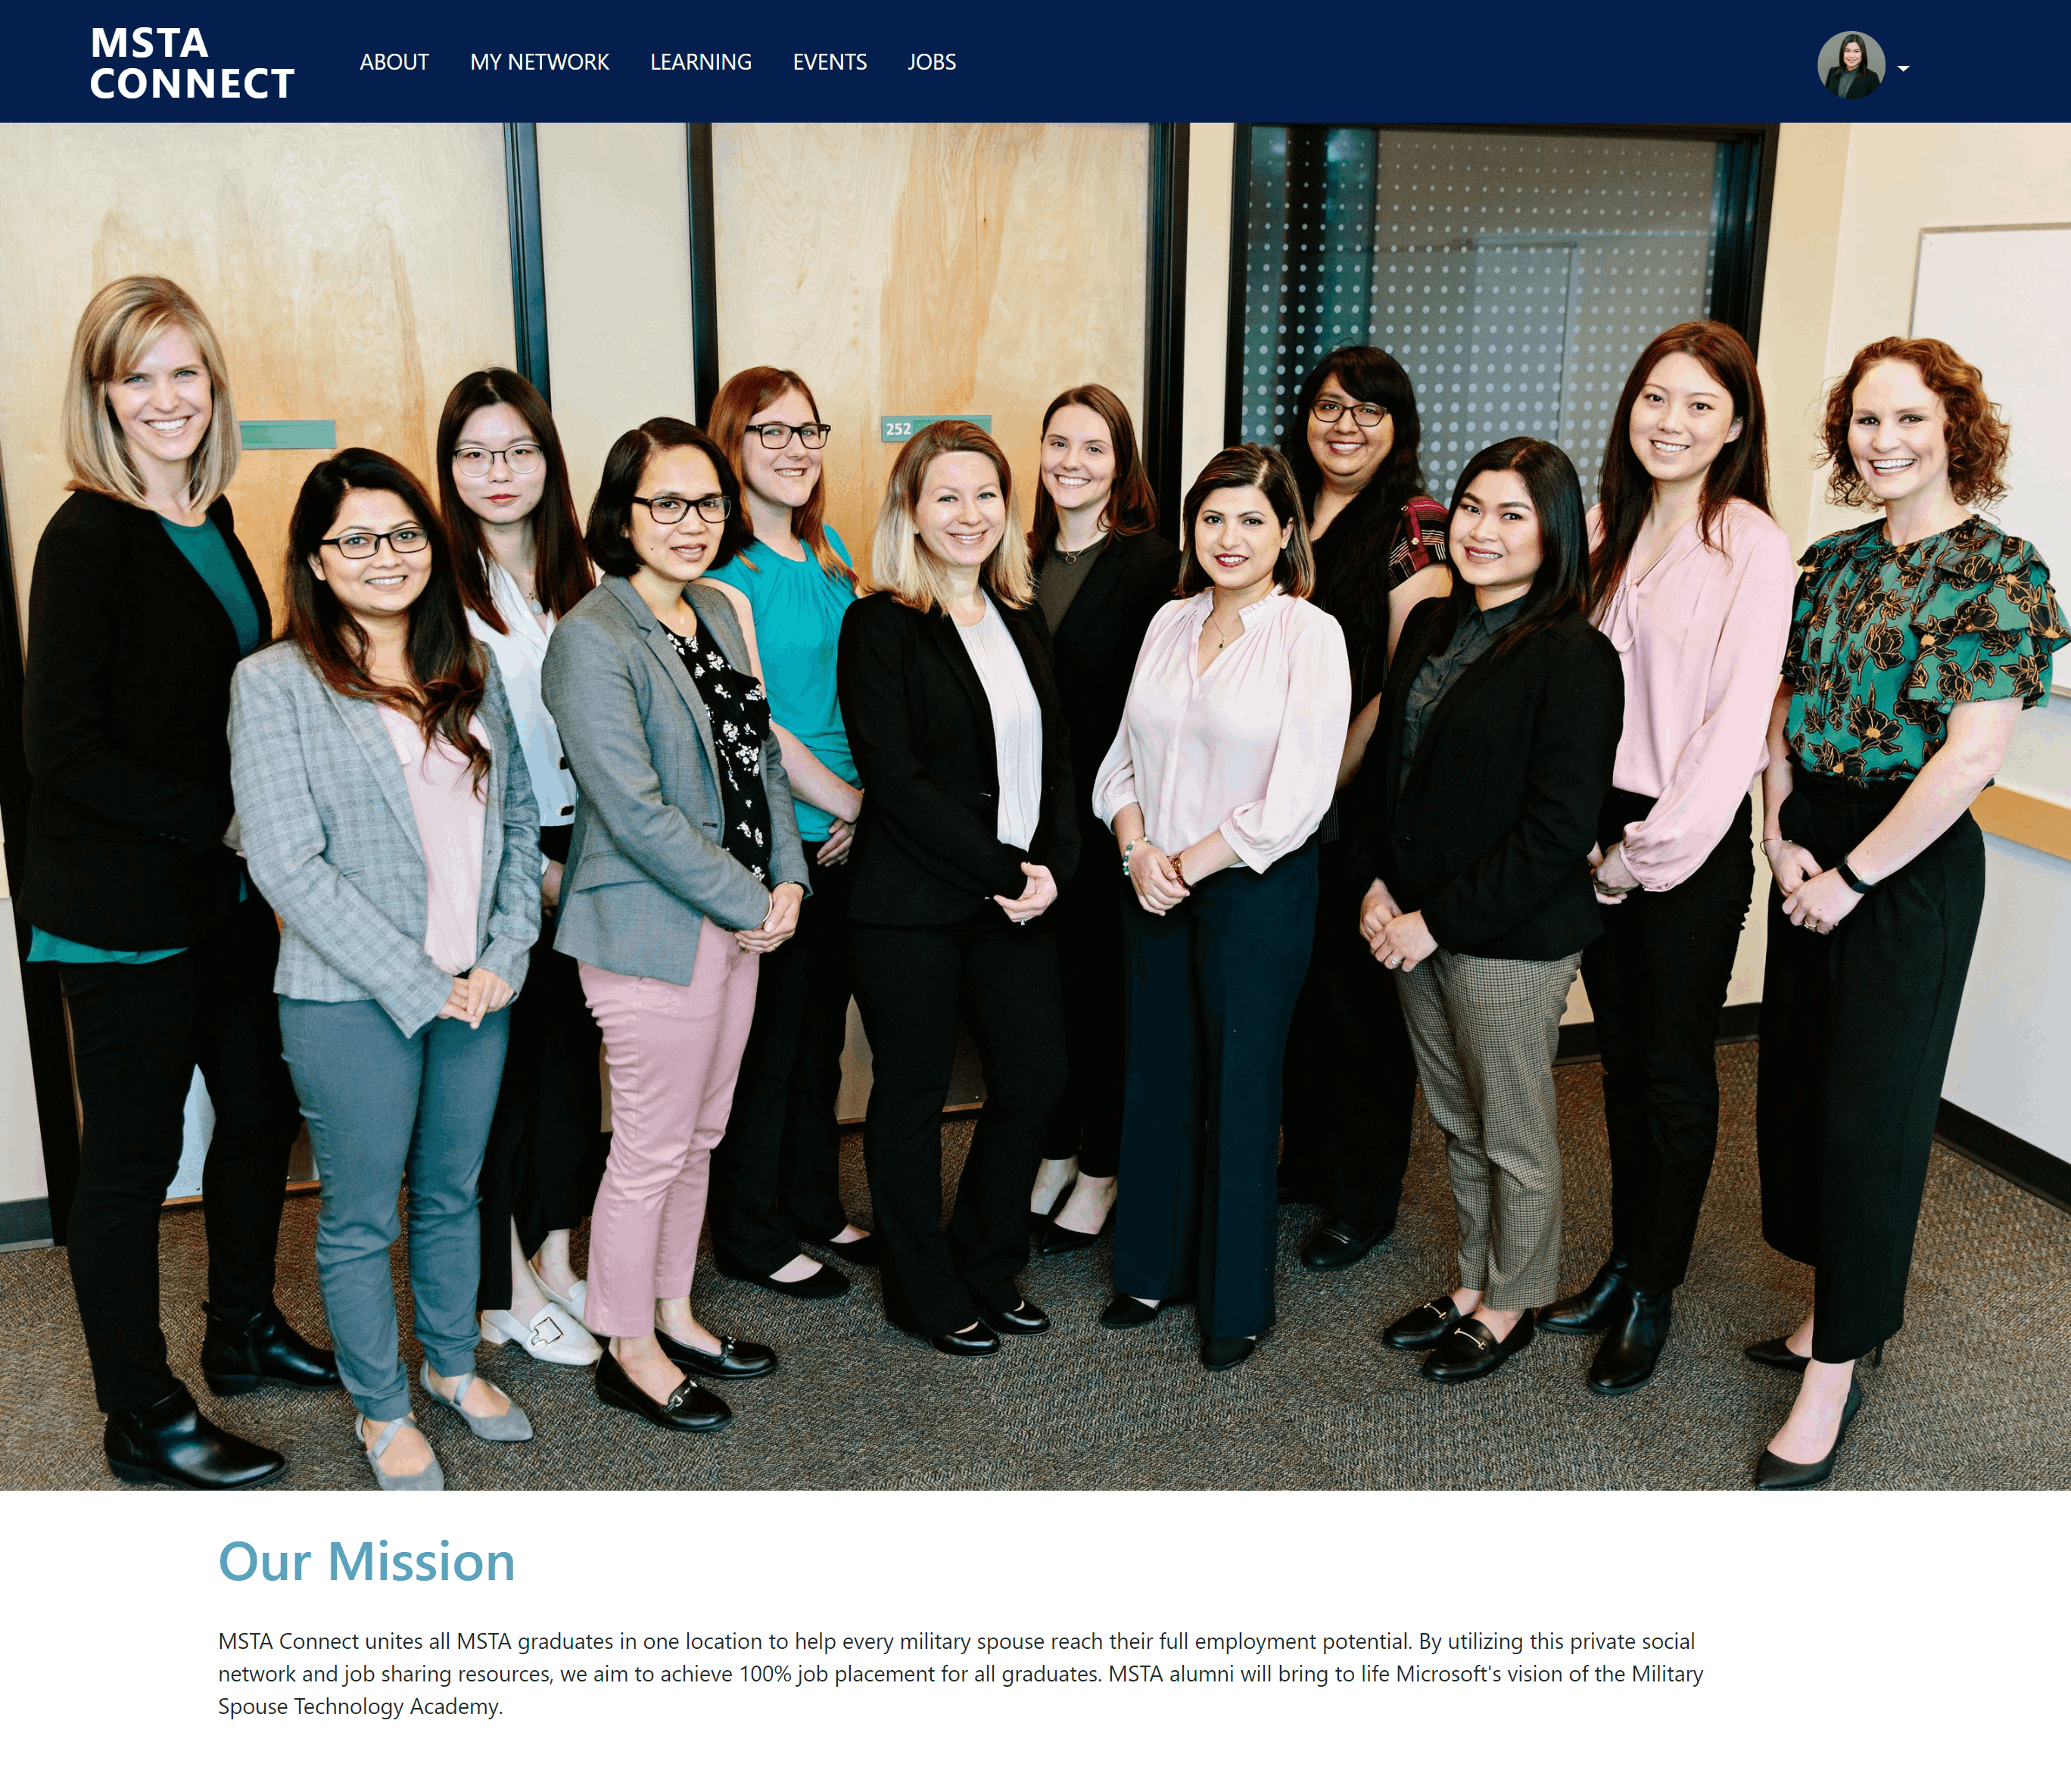 MSTA
CONNECT
ABOUT
MY NETWORK
LEARNING
EVENTS
JOBS
252
Our Mission
MSTA Connect unites all MSTA graduates in one location to help every military spouse reach their full employment potential. By utilizing this private social
network and job sharing resources, we aim to achieve 100% job placement for all graduates. MSTA alumni will bring to life Microsoft's vision of the Military
Spouse Technology Academy.